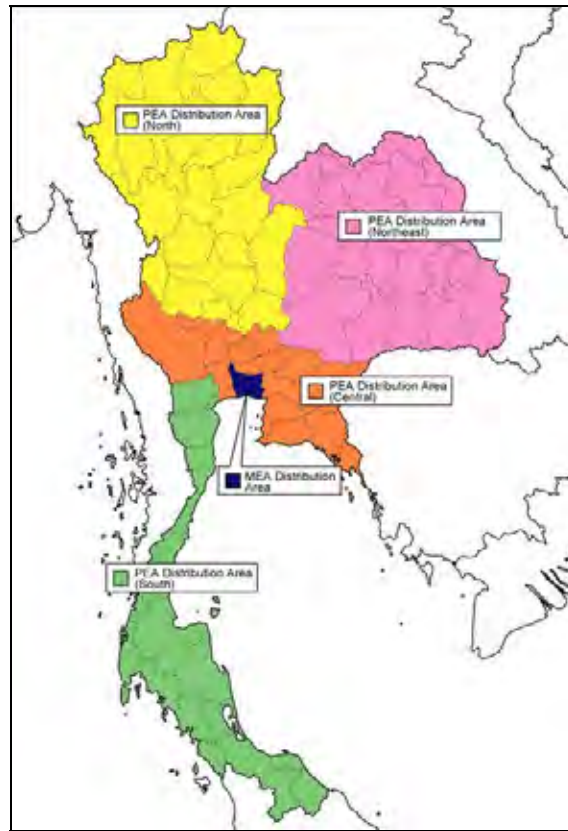 PEA Distribution Area
(North)
PEA Distribution Area
(Northeast)
PEA Distribution Area
(Central)
MEA Distribution
Area
PEA Distribution Area
(South)